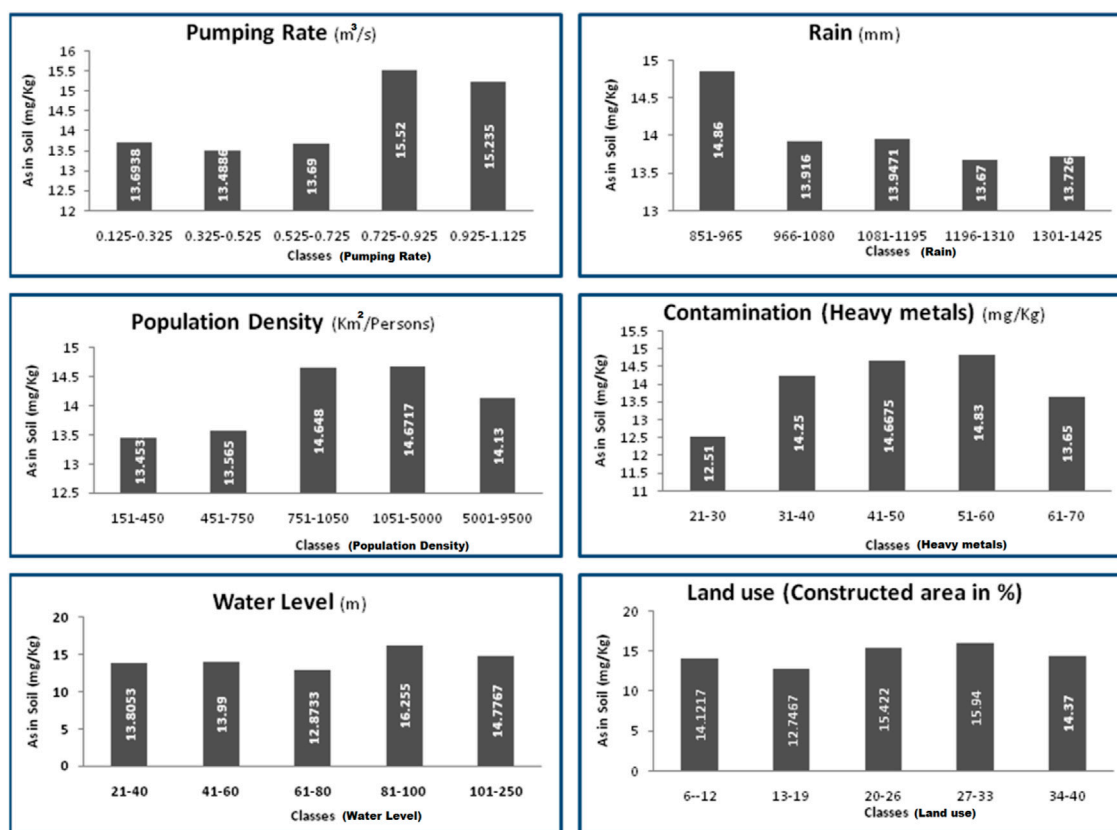 Pumping Rate (m³/s)
As in Soil (mg/Kg)
16
15.5
15
14.5
14
13.5
13
12.5
12
13.6938
13.4886
13.69
15.52
15.235
0.125-0.325 0.325-0.525 0.525-0.725 0.725-0.925 0.925-1.125
Classes (Pumping Rate)
Rain (mm)
As in Soil (mg/Kg)
15
14.5
14
13.5
13
14.86
13.916
13.9471
13.67
13.726
851-965 966-1080 1081-1195 1196-1310 1301-1425
Classes (Rain)
Population Density (Km²/Persons)
As in Soil (mg/Kg)
15
14.5
14
13.5
13
12.5
13.453
13.565
14.648
14.6717
14.13
151-450 451-750 751-1050 1051-5000 5001-9500
Classes (Population Density)
Contamination (Heavy metals) (mg/Kg)
As in Soil (mg/Kg)
15.5
15
14.5
14
13.5
13
12.5
12
11.5
11
12.51
14.25
14.6675
14.83
13.65
21-30 31-40 41-50 51-60 61-70
Classes (Heavy metals)
Water Level (m)
As in Soil (mg/Kg)
20
15
10
5
0
13.8053
13.99
12.8733
16.255
14.7767
21-40 41-60 61-80 81-100 101-250
Classes (Water Level)
Land use (Constructed area in %)
As in Soil (mg/Kg)
20
15
10
5
0
14.1217
12.7467
15.422
15.94
14.37
6--12 13-19 20-26 27-33 34-40
Classes (Land use)